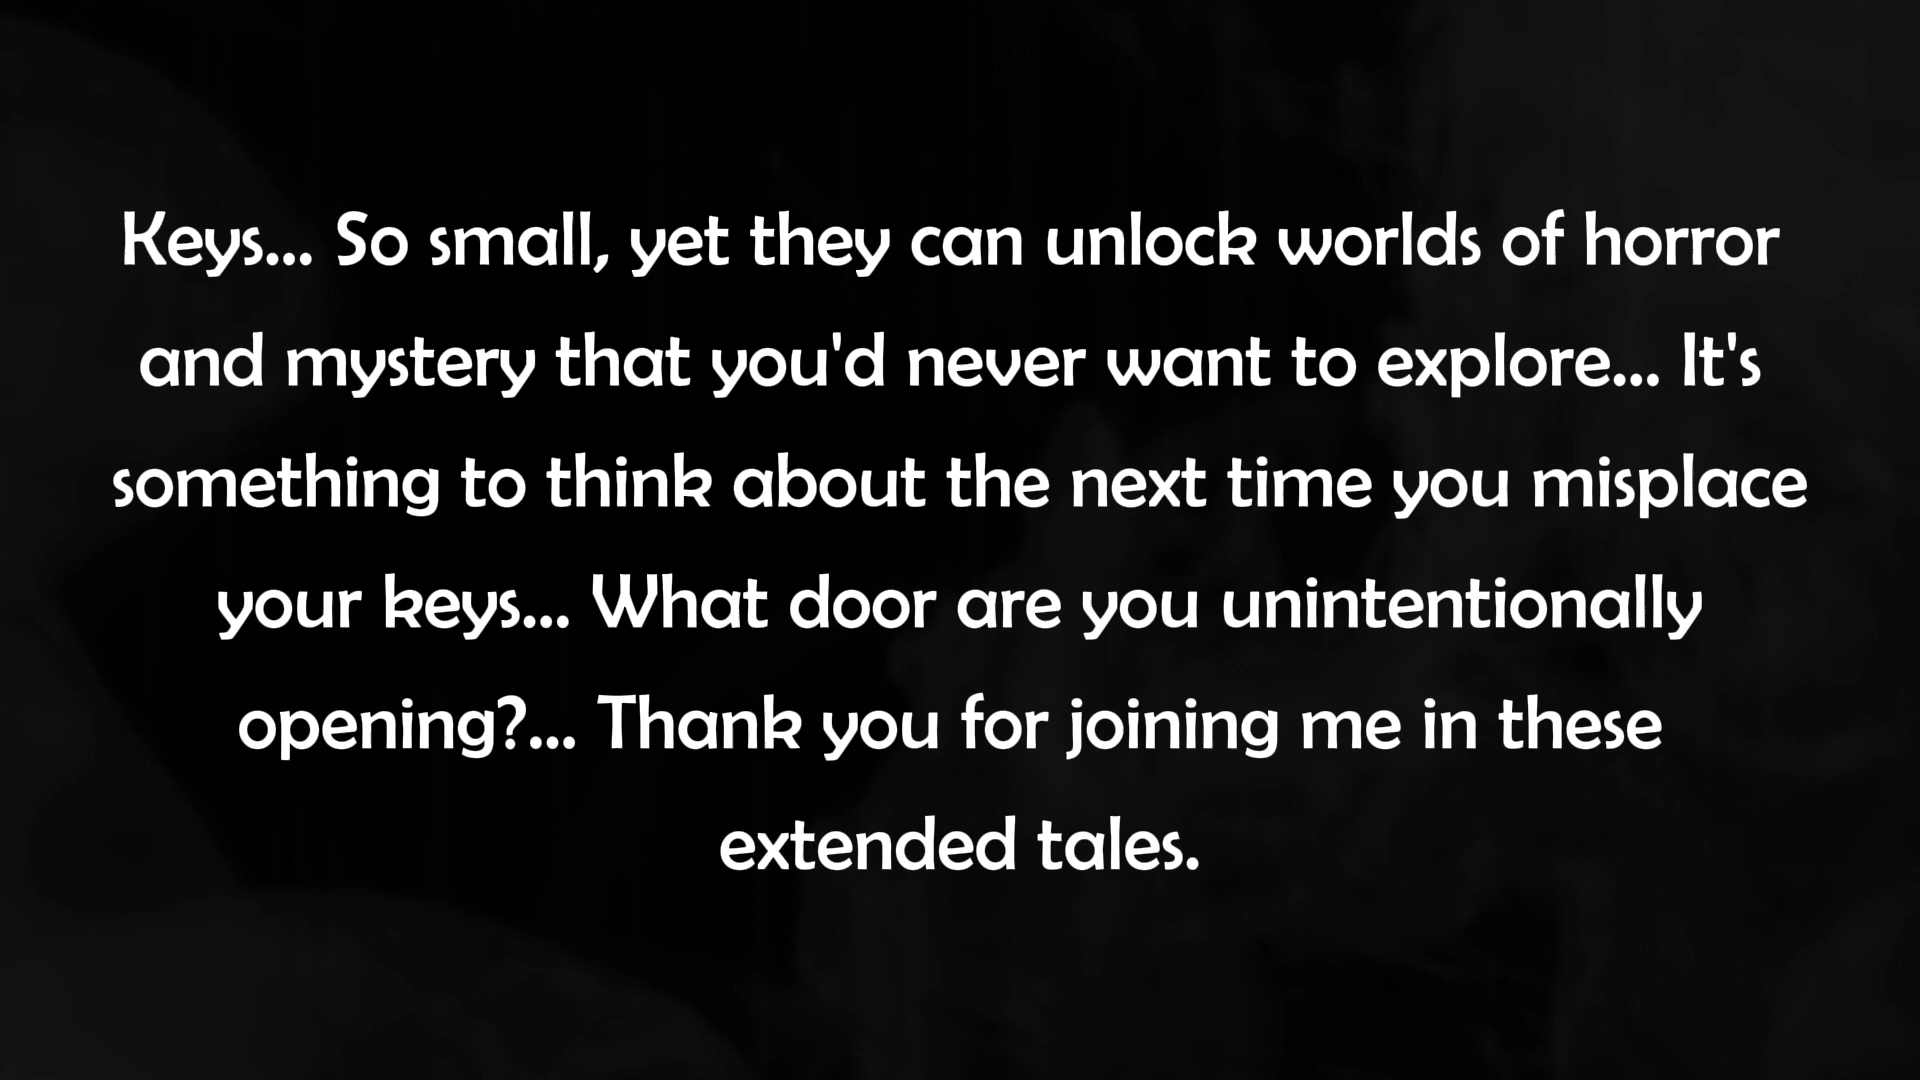 Keys... So small, yet they can unlock worlds of horror
and mystery that you'd never want to explore... It's
something to think about the next time you misplace
your keys... What door are you unintentionally
opening?... Thank you for joining me in these
extended tales.